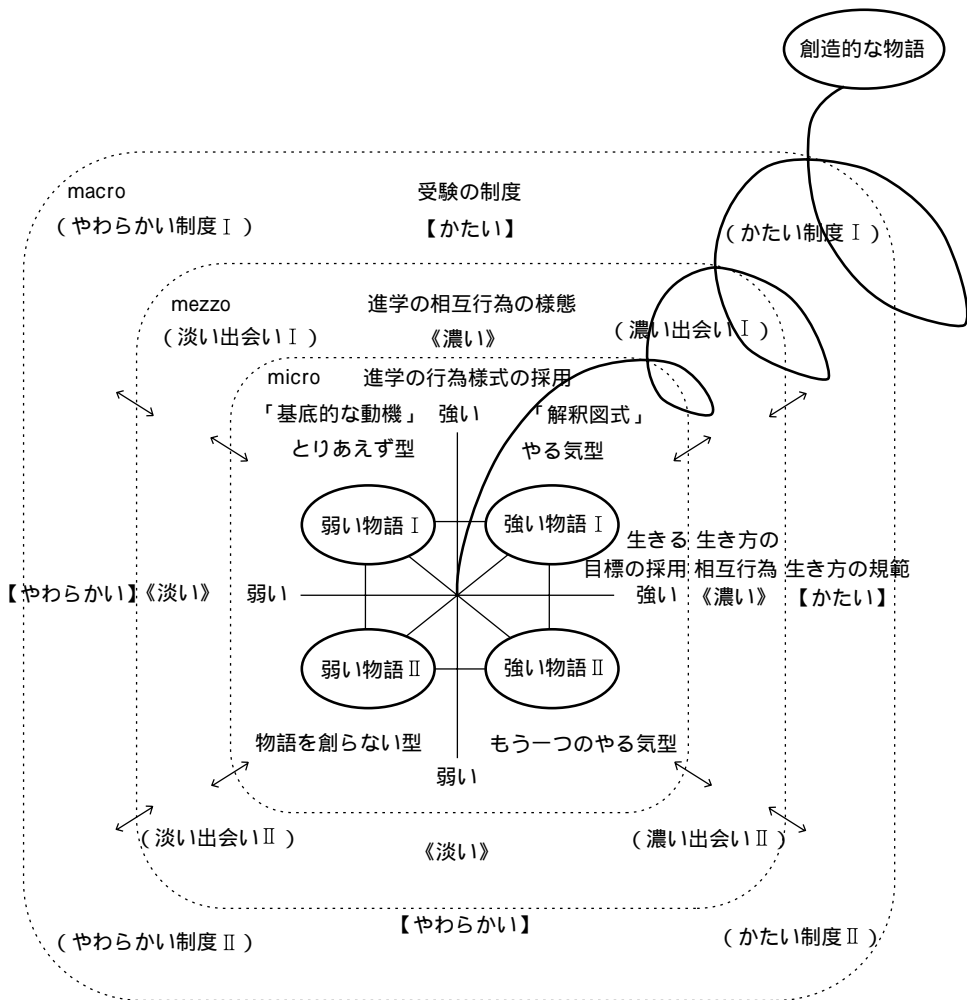 創造的な物語
macro
受験の制度
(やわらかい制度Ⅰ)
【かたい】
(かたい制度Ⅰ)
mezzo
進学の相互行為の様態
(淡い出会いⅠ)
《濃い》
(濃い出会いⅠ)
micro
進学の行為様式の採用
「基底的な動機」
強い
「解釈図式」
とりあえず型
やる気型
弱い物語Ⅰ
強い物語Ⅰ
生きる
目標の採用
強い
生き方の
相互行為
《濃い》
生き方の規範
【かたい】
【やわらかい】
《淡い》
弱い
弱い物語Ⅱ
強い物語Ⅱ
物語を創らない型
もう一つのやる気型
弱い
(淡い出会いⅡ)
《淡い》
(濃い出会いⅡ)
【やわらかい】
(やわらかい制度Ⅱ)
(かたい制度Ⅱ)